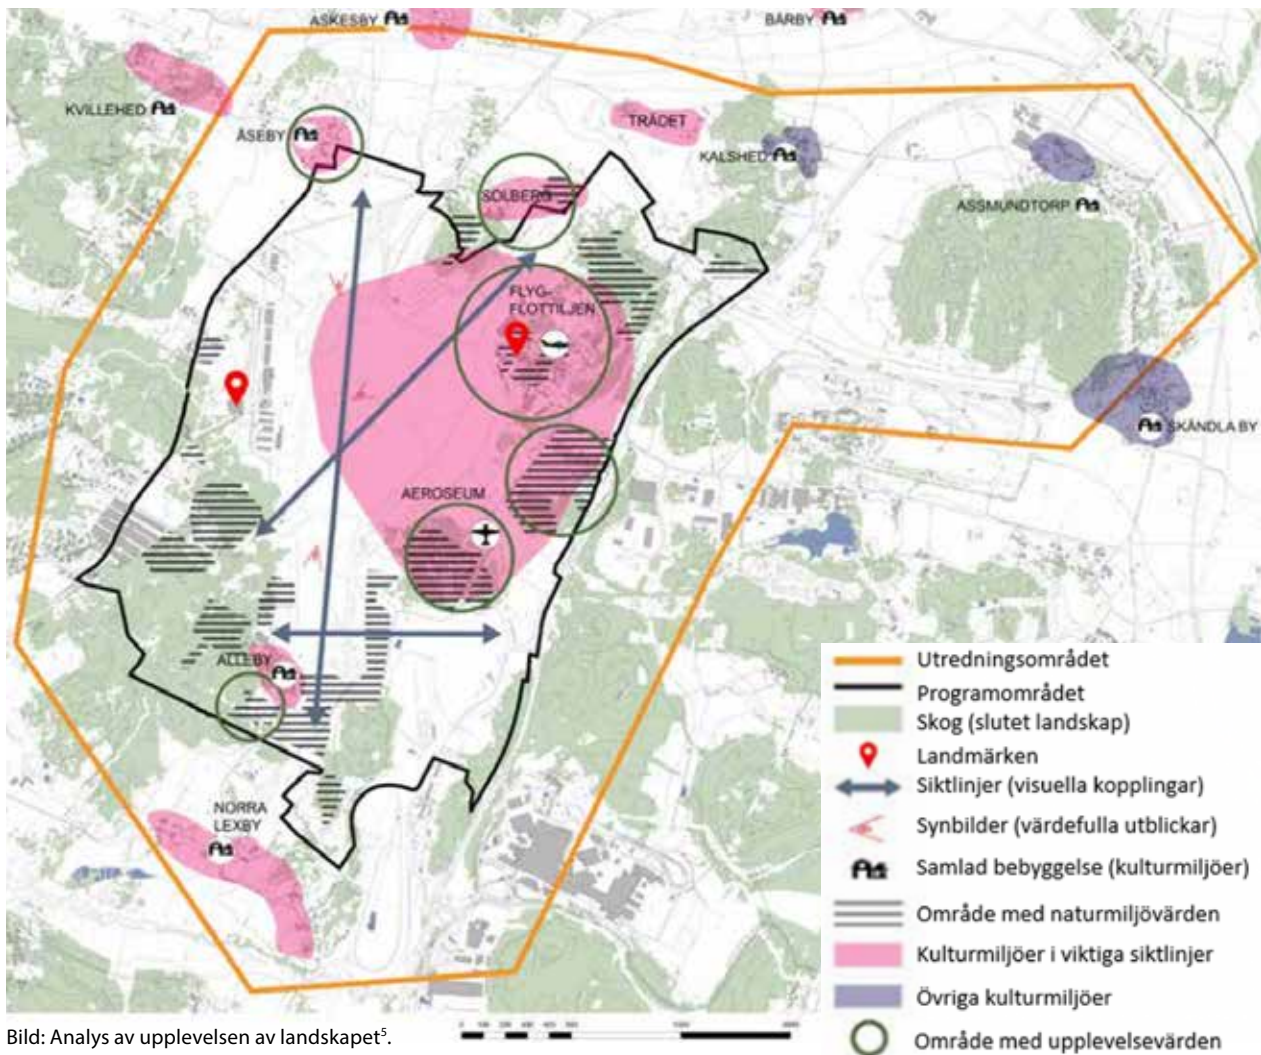 ASKESBY
BÄRBY
KVILLEHED
ÅSEBY
TRÄDET
KALSHED
SOLBERG
ASSMUNDTORP
FLYG-
FLOTTILJEN
SKÄNDLA BY
AEROSEUM
ALLEBY
NORRA
LEXBY
Utredningsområdet
Programområdet
Skog (slutet landskap)
Landmärken
Siktlinjer (visuella kopplingar)
Synbilder (värdefulla utblickar)
Samlad bebyggelse (kulturmiljöer)
Område med naturmiljövärden
Kulturmiljöer i viktiga siktlinjer
Övriga kulturmiljöer
Område med upplevelsevärden
Bild: Analys av upplevelsen av landskapet⁵.